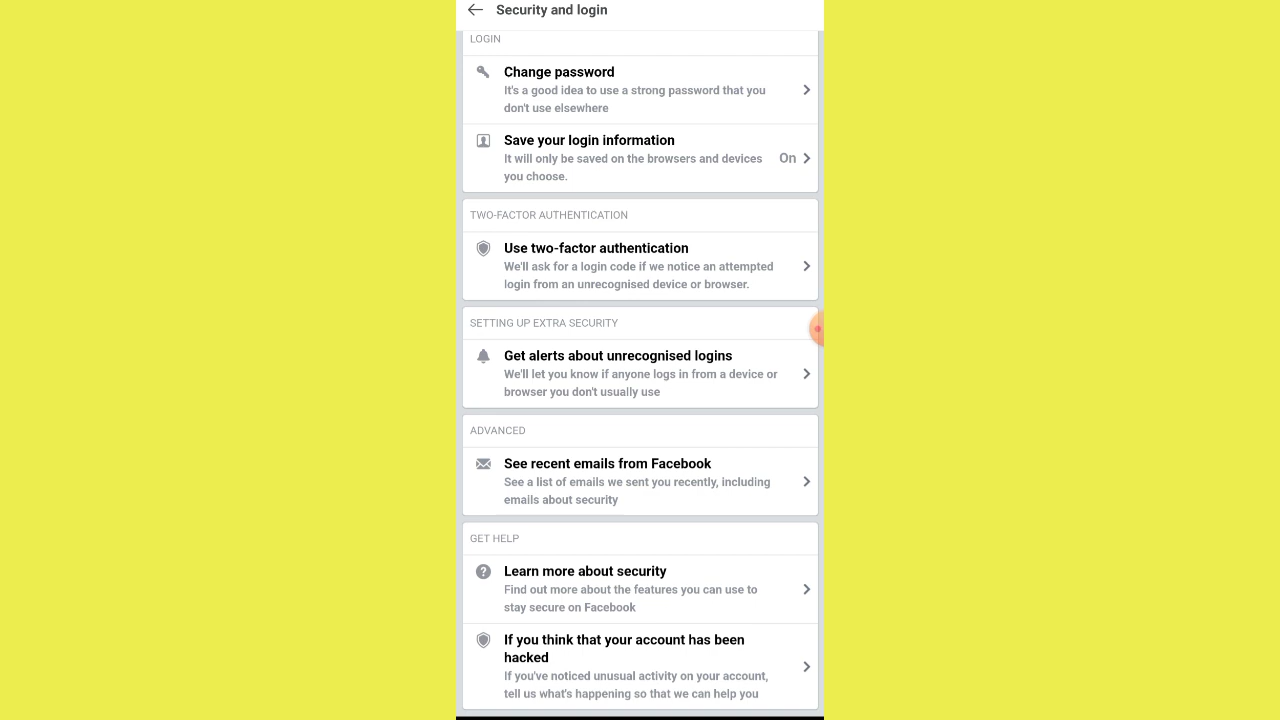 Security and login
LOGIN
Change password
It's a good idea to use a strong password that you
don't use elsewhere
Save your login information
It will only be saved on the browsers and devices
you choose.
On
TWO-FACTOR AUTHENTICATION
Use two-factor authentication
We'll ask for a login code if we notice an attempted
login from an unrecognised device or browser.
SETTING UP EXTRA SECURITY
Get alerts about unrecognised logins
We'll let you know if anyone logs in from a device or
browser you don't usually use
ADVANCED
See recent emails from Facebook
See a list of emails we sent you recently, including
emails about security
GET HELP
Learn more about security
Find out more about the features you can use to
stay secure on Facebook
If you think that your account has been
hacked
If you've noticed unusual activity on your account,
tell us what's happening so that we can help you